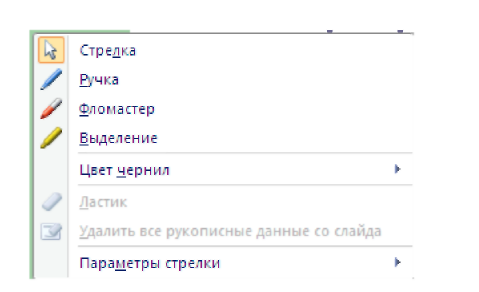 Стрелка
Ручка
Фломастер
Выделение
Цвет чернил
Ластик
Удалить все рукописные данные со слайда
Параметры стрелки